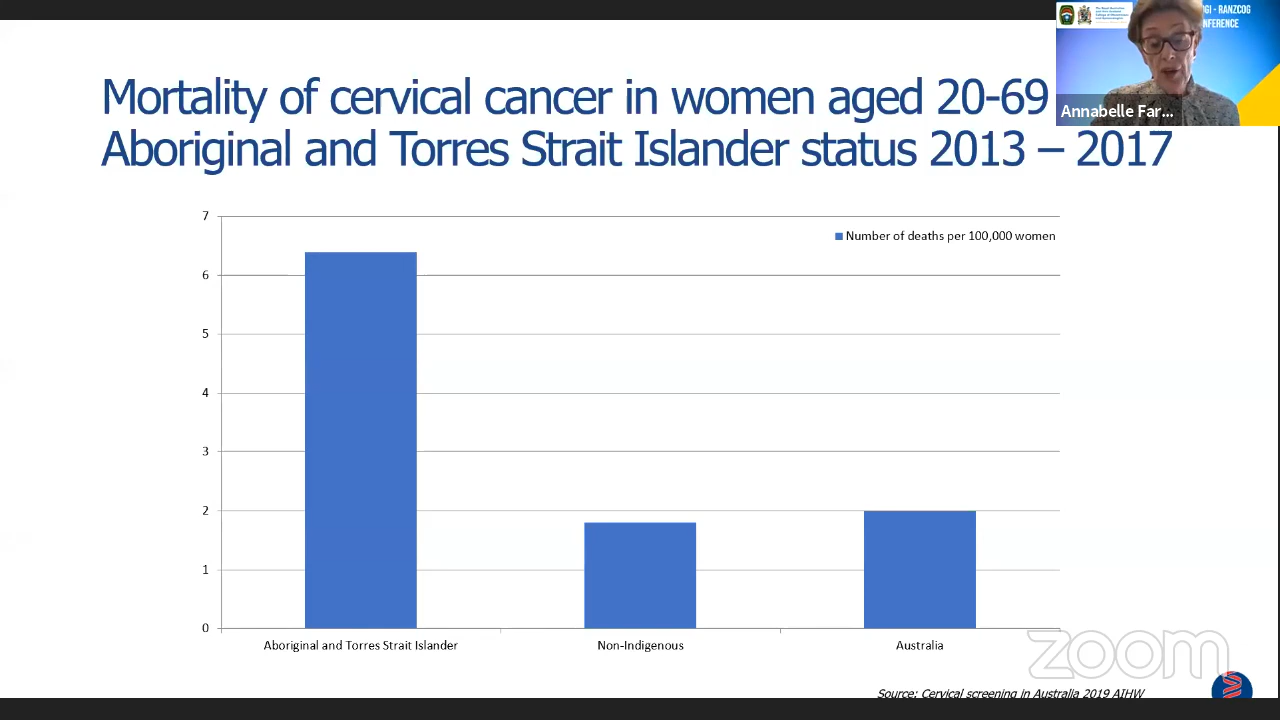 Mortality of cervical cancer in women aged 20-69
Aboriginal and Torres Strait Islander status 2013 – 2017
RANZCOG
Annabelle Far...
7
Number of deaths per 100,000 women
6
5
4
3
2
1
0
Aboriginal and Torres Strait Islander
Non-Indigenous
Australia
zoom
Source: Cervical screening in Australia 2019 AIHW